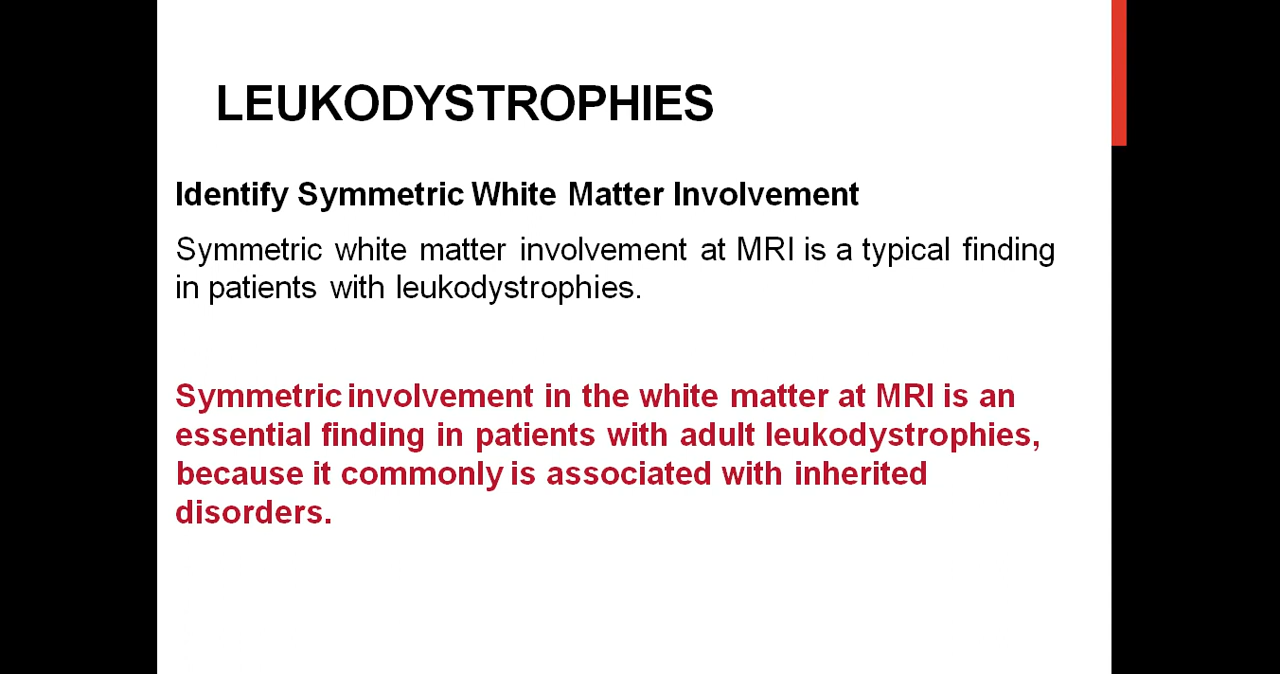 LEUKODYSTROPHIES
Identify Symmetric White Matter Involvement
Symmetric white matter involvement at MRI is a typical finding
in patients with leukodystrophies.
Symmetric involvement in the white matter at MRI is an
essential finding in patients with adult leukodystrophies,
because it commonly is associated with inherited
disorders.